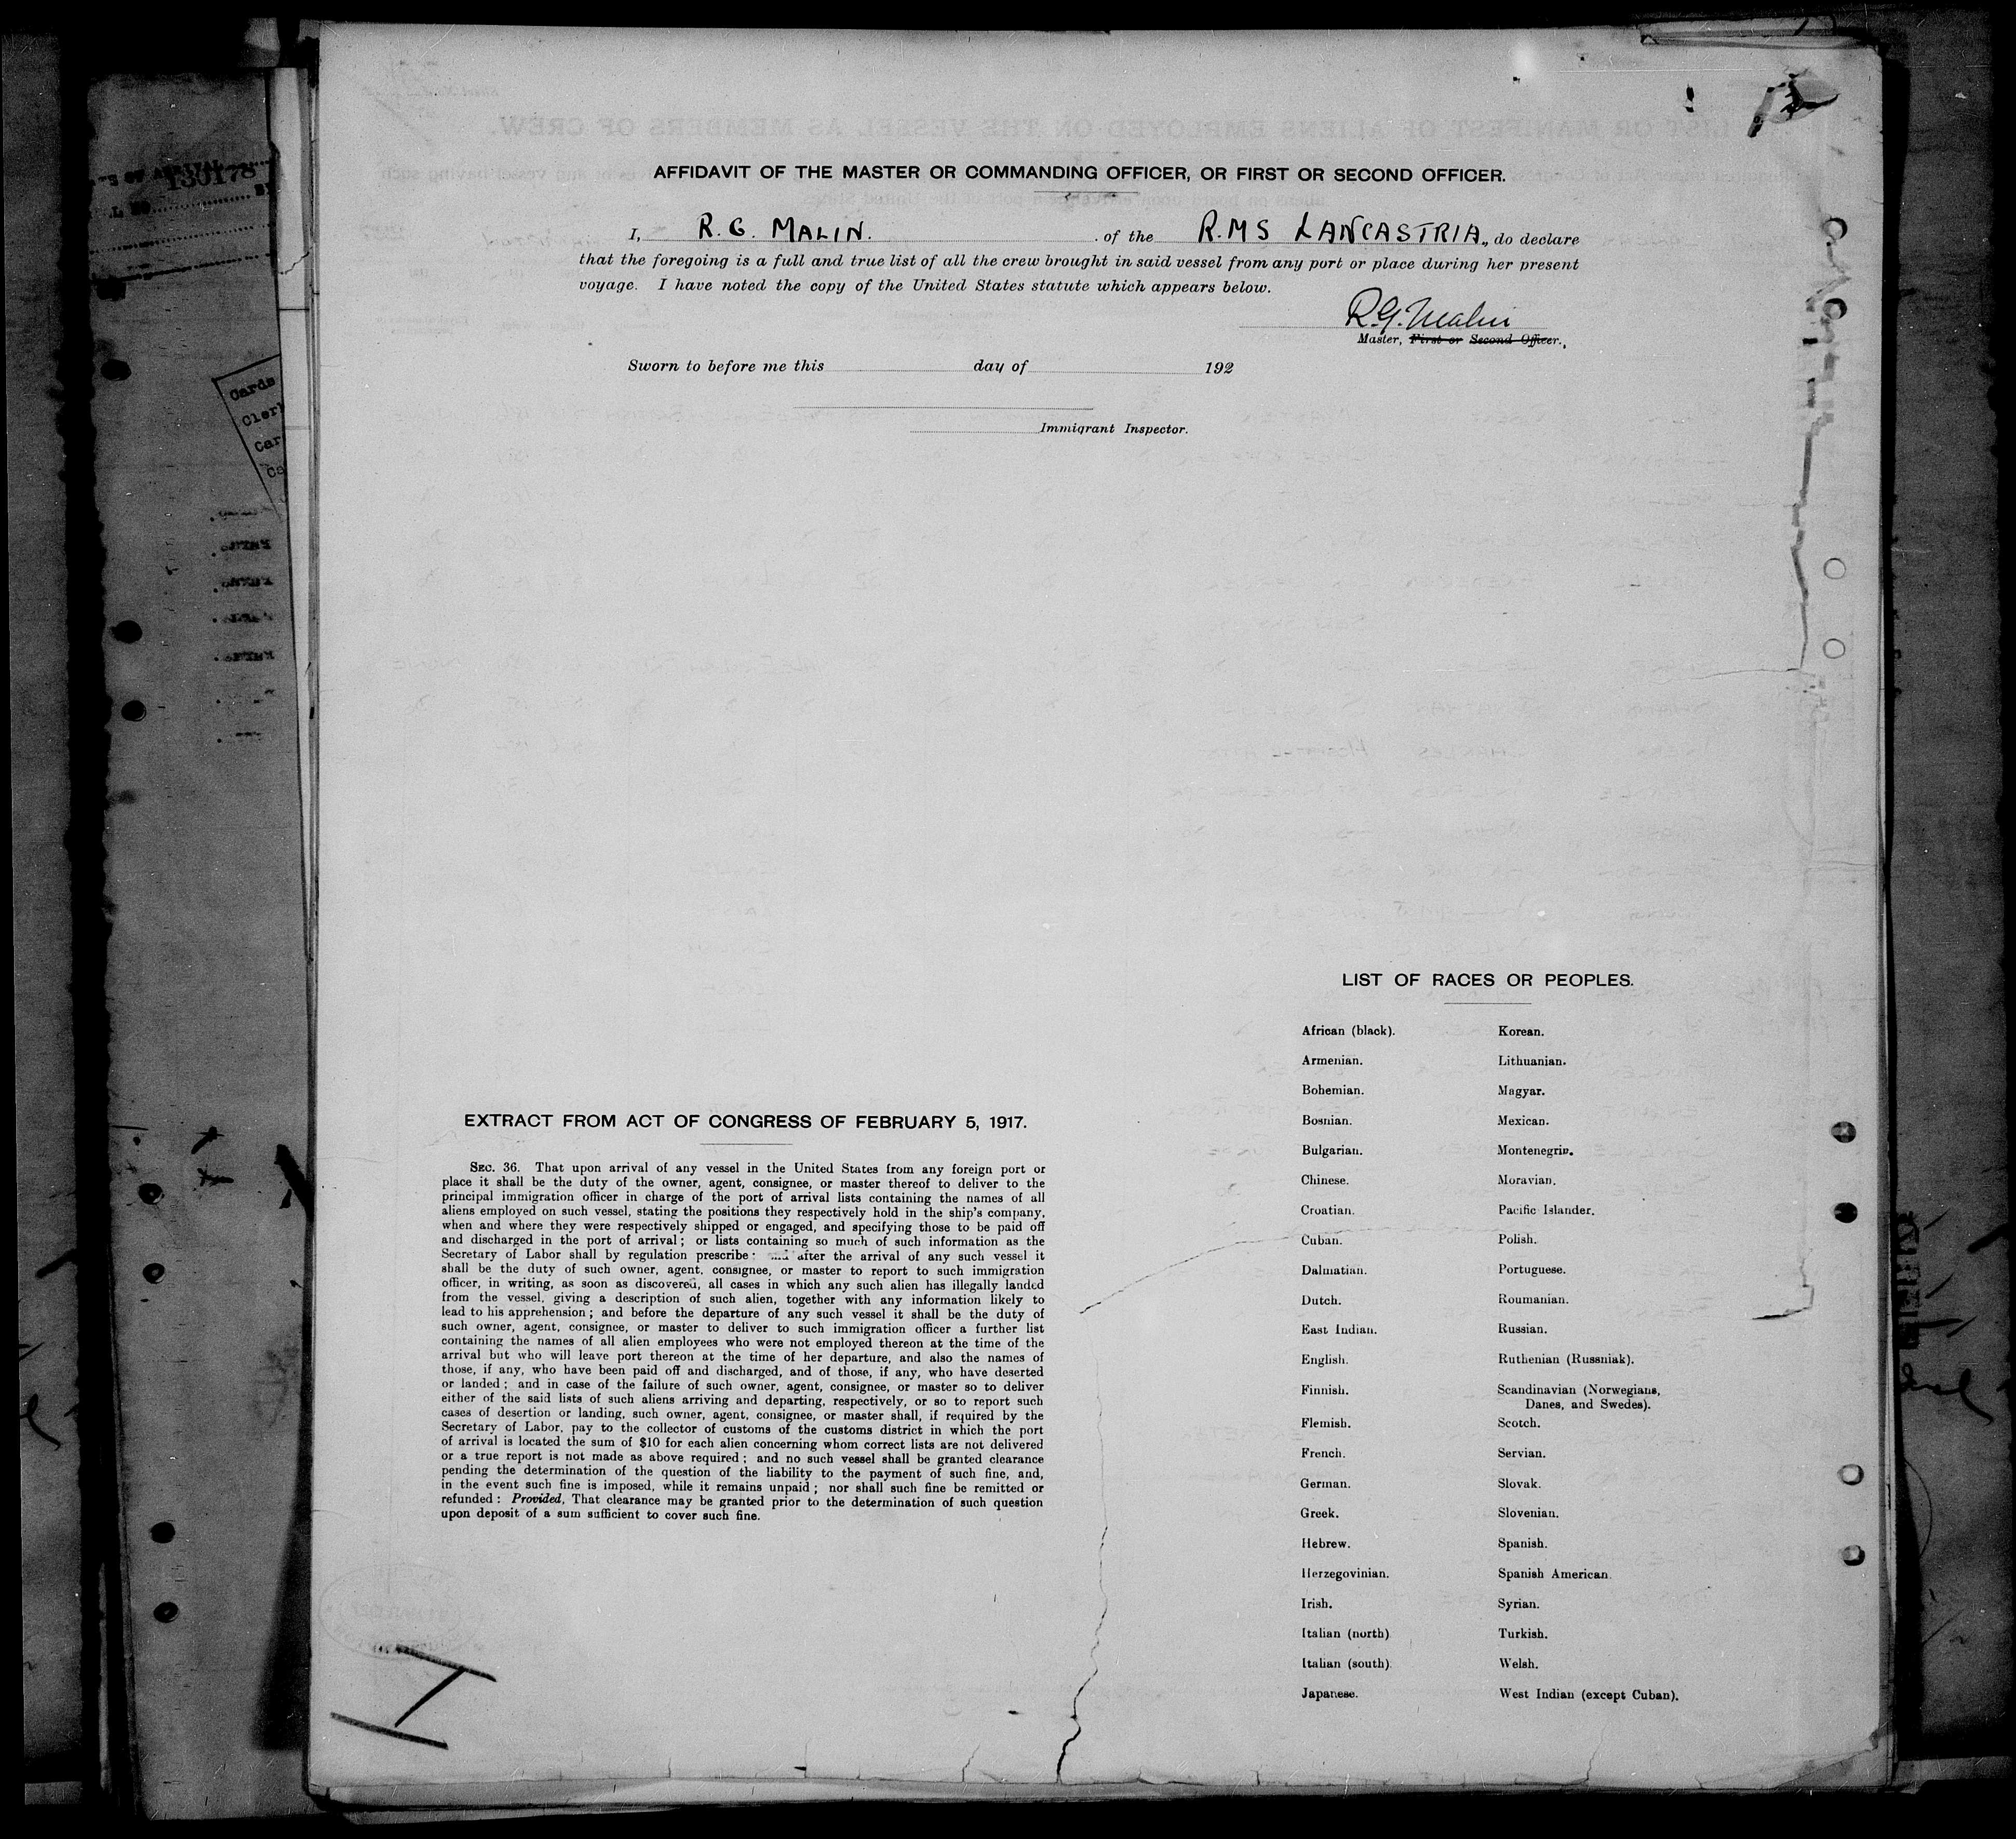 AFFIDAVIT OF THE MASTER OR COMMANDING OFFICER, OR FIRST OR SECOND OFFICER.
I, R. G. MALIN. of the R.M.S LANCASTRIA, do declare
that the foregoing is a full and true list of all the crew brought in said vessel from any port or place during her present
voyage. I have noted the copy of the United States statute which appears below.
R.G. Malin
Master, First or Second Officer.
Sworn to before me this day of 192
Immigrant Inspector.
EXTRACT FROM ACT OF CONGRESS OF FEBRUARY 5, 1917.
SEC. 36. That upon arrival of any vessel in the United States from any foreign port or
place it shall be the duty of the owner, agent, consignee, or master thereof to deliver to the
principal immigration officer in charge of the port of arrival lists containing the names of all
aliens employed on such vessel, stating the positions they respectively hold in the ship's company,
when and where they were respectively shipped or engaged, and specifying those to be paid off
and discharged in the port of arrival; or lists containing so much of such information as the
Secretary of Labor shall by regulation prescribe: and after the arrival of any such vessel it
shall be the duty of such owner, agent, consignee, or master to report to such immigration
officer, in writing, as soon as discovered, all cases in which any such alien has illegally landed
from the vessel, giving a description of such alien, together with any information likely to
lead to his apprehension; and before the departure of any such vessel it shall be the duty of
such owner, agent, consignee, or master to deliver to such immigration officer a further list
containing the names of all alien employees who were not employed thereon at the time of the
arrival but who will leave port thereon at the time of her departure, and also the names of
those, if any, who have been paid off and discharged, and of those, if any, who have deserted
or landed; and in case of the failure of such owner, agent, consignee, or master so to deliver
either of the said lists of such aliens arriving and departing, respectively, or so to report such
cases of desertion or landing, such owner, agent, consignee, or master shall, if required by the
Secretary of Labor, pay to the collector of customs of the customs district in which the port
of arrival is located the sum of $10 for each alien concerning whom correct lists are not delivered
or a true report is not made as above required; and no such vessel shall be granted clearance
pending the determination of the question of the liability to the payment of such fine, and,
in the event such fine is imposed, while it remains unpaid; nor shall such fine be remitted or
refunded: Provided, That clearance may be granted prior to the determination of such question
upon deposit of a sum sufficient to cover such fine.
LIST OF RACES OR PEOPLES.
African (black).
Armenian.
Bohemian.
Bosnian.
Bulgarian.
Chinese.
Croatian.
Cuban.
Dalmatian.
Dutch.
East Indian.
English.
Finnish.
Flemish.
French.
German.
Greek.
Hebrew.
Herzegovinian.
Irish.
Italian (north)
Italian (south).
Japanese.
Korean.
Lithuanian.
Magyar.
Mexican.
Montenegrin.
Moravian.
Pacific Islander.
Polish.
Portuguese.
Roumanian.
Russian.
Ruthenian (Russniak).
Scandinavian (Norwegians,
Danes, and Swedes).
Scotch.
Servian.
Slovak.
Slovenian.
Spanish.
Spanish American.
Syrian.
Turkish.
Welsh.
West Indian (except Cuban).
130178
Cards